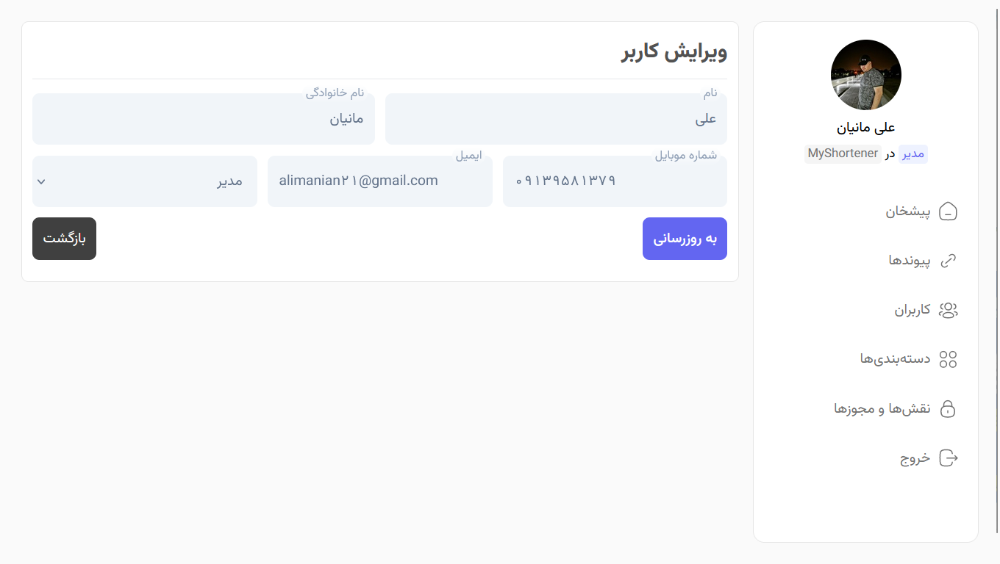 علی مانیان
مدیر در MyShortener
پیشخان
پیوندها
کاربران
دسته‌بندی‌ها
نقش‌ها و مجوزها
خروج
ویرایش کاربر
نام
علی
نام خانوادگی
مانیان
شماره موبایل
۰۹۱۳۹۵۸۱۳۷۹
ایمیل
alimanian۲۱@gmail.com
مدیر
به روزرسانی
بازگشت